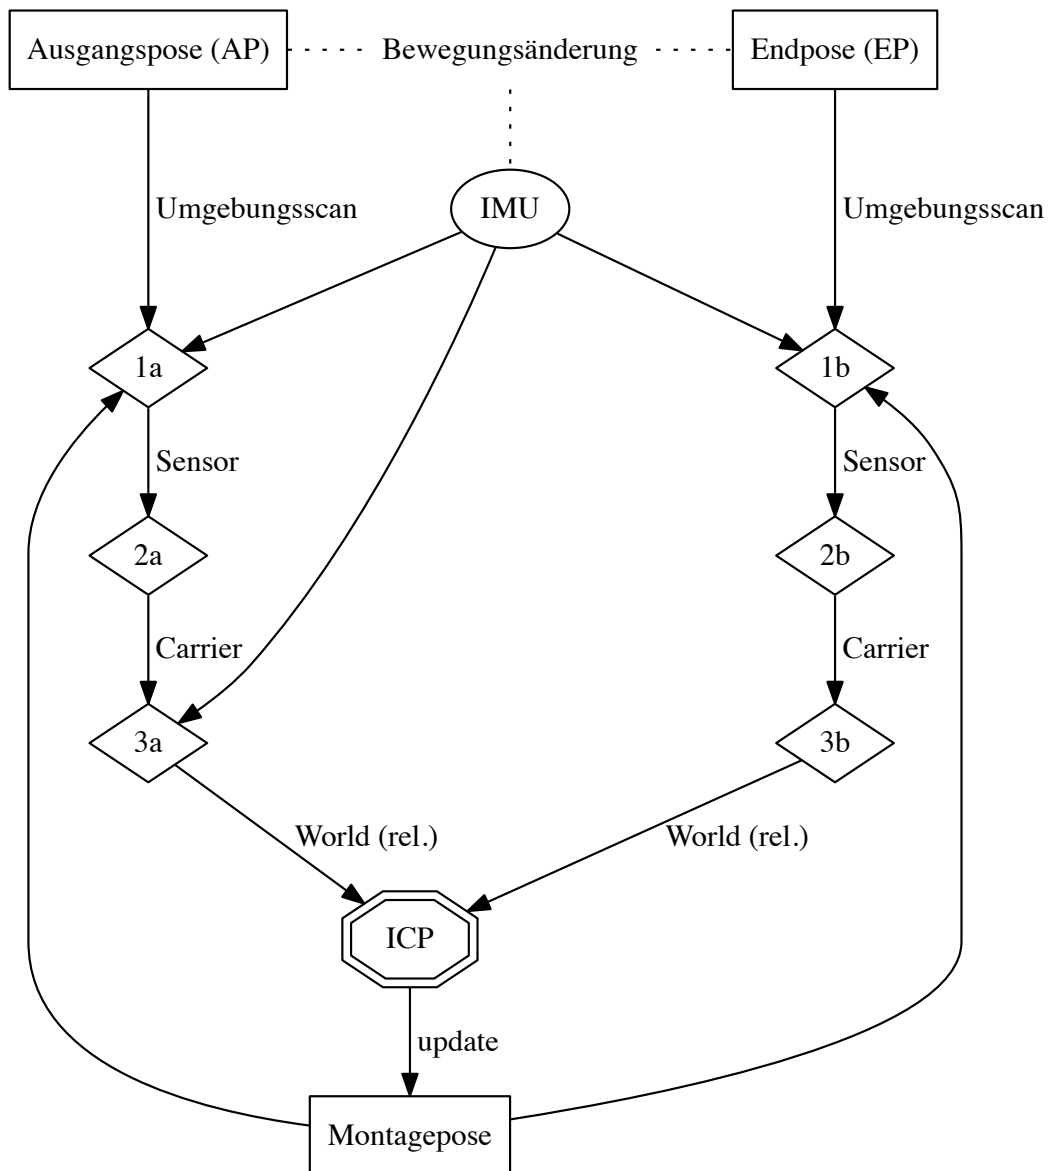 Ausgangspose (AP)
Bewegungsänderung
Endpose (EP)
Umgebungsscan
IMU
Umgebungsscan
1a
1b
Sensor
Sensor
2a
2b
Carrier
Carrier
3a
3b
World (rel.)
World (rel.)
ICP
update
Montagepose